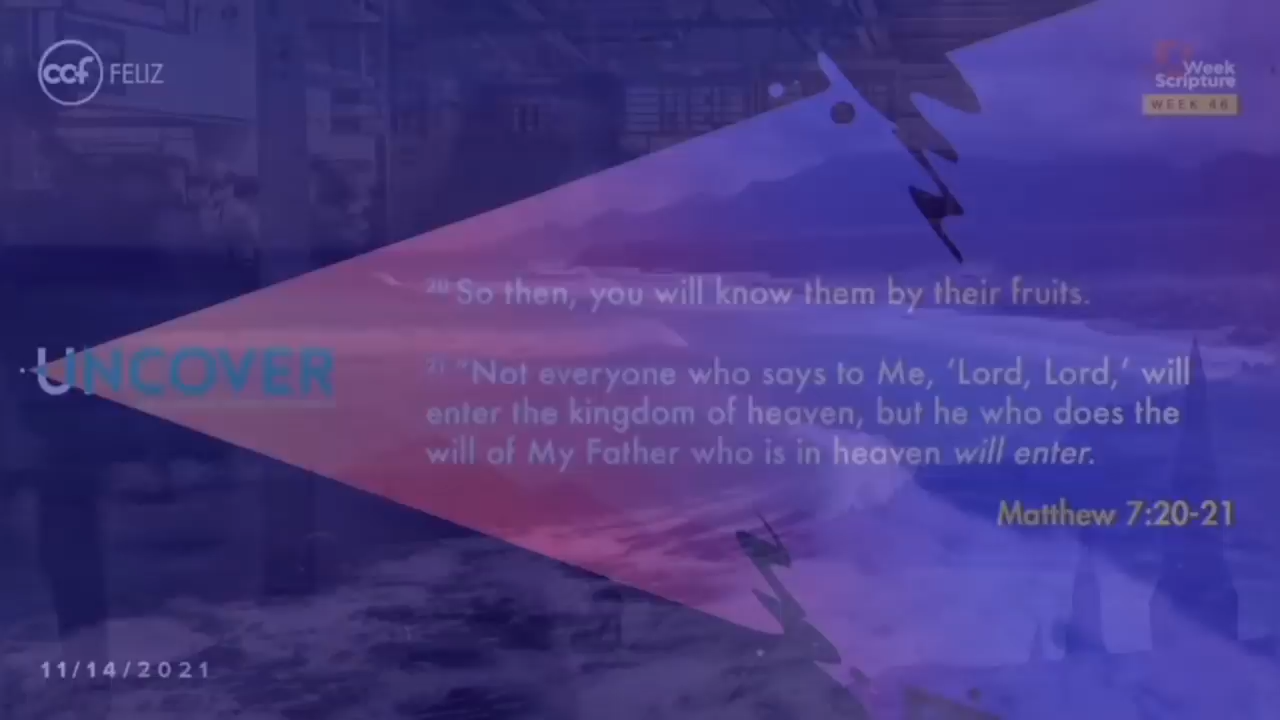 ccf FELIZ
Week
Scripture
WEEK 46
20 So then, you will know them by their fruits.
UNCOVER
21 "Not everyone who says to Me, 'Lord, Lord,' will
enter the kingdom of heaven, but he who does the
will of My Father who is in heaven will enter.
Matthew 7:20-21
11/14/2021